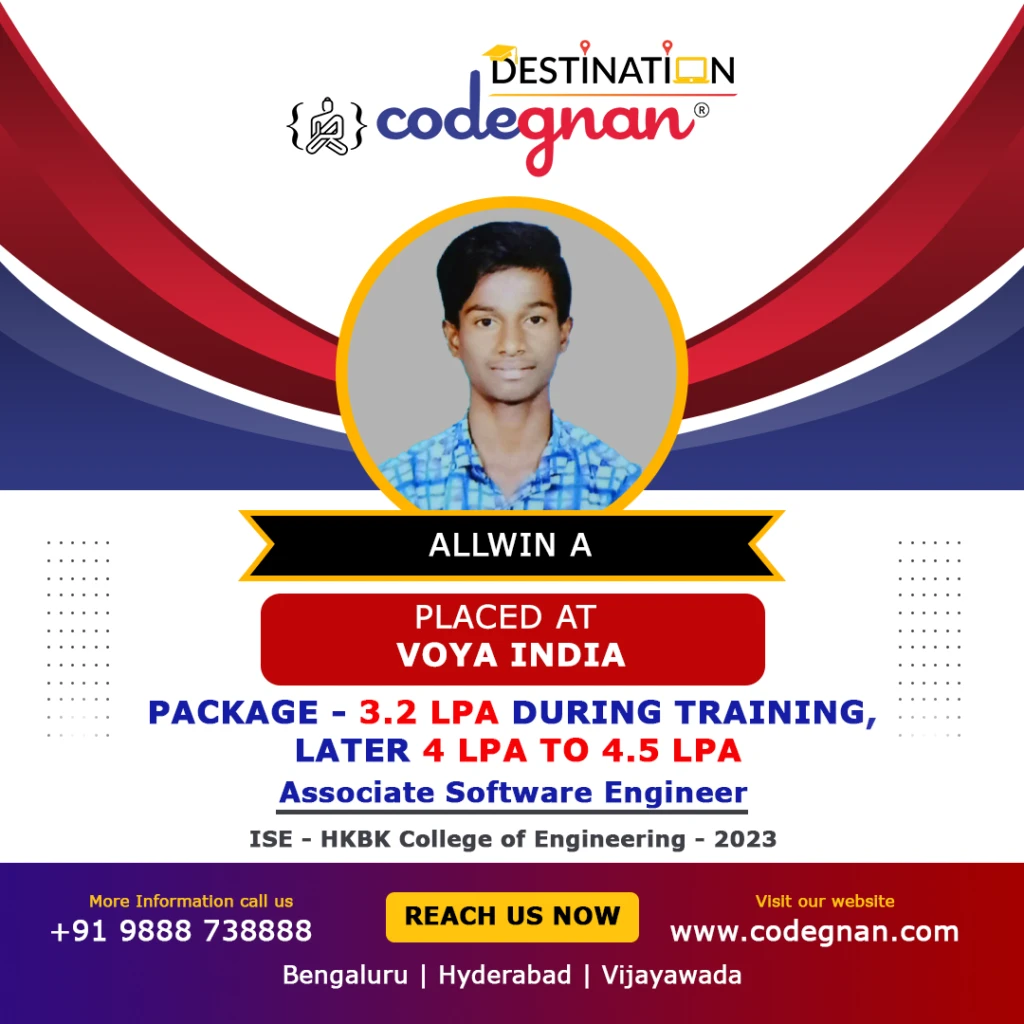 DESTINATION
codegnan®
ALLWIN A
PLACED AT
VOYA INDIA
PACKAGE - 3.2 LPA DURING TRAINING,
LATER 4 LPA TO 4.5 LPA
Associate Software Engineer
ISE - HKBK College of Engineering - 2023
More Information call us
+91 9888 738888
REACH US NOW
Visit our website
www.codegnan.com
Bengaluru | Hyderabad | Vijayawada